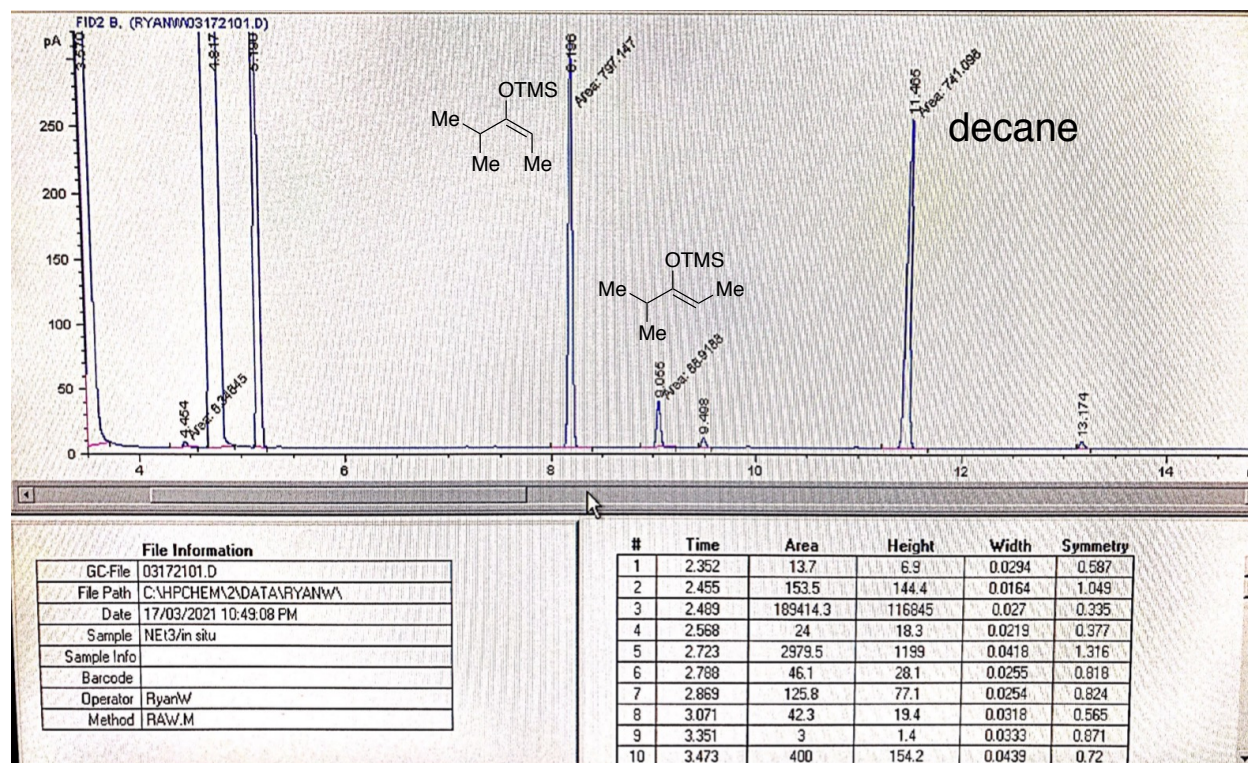 FID2 B, (RYANW\03172101.D)
pA
3.570
4.817
5.190
8.196
Area: 797.147
11.465
Area: 741.098
OTMS
Me
Me
Me
decane
250
200
150
OTMS
Me
Me
Me
100
50
0
4.464
9.055
Area: 88.9188
9.498
13.174
4
6
8
10
12
14
File Information
GC-File 03172101.D
File Path C:\HPCHEM\2\DATA\RYANW\
Date 17/03/2021 10:49:08 PM
Sample NEt3/in situ
Sample Info
Barcode
Operator RyanW
Method RAW.M
# Time Area Height Width Symmetry
1 2.352 13.7 6.9 0.0294 0.587
2 2.455 153.5 144.4 0.0164 1.049
3 2.489 189414.3 116845 0.027 0.335
4 2.568 24 18.3 0.0219 0.377
5 2.723 2979.5 1199 0.0418 1.316
6 2.788 46.1 28.1 0.0255 0.818
7 2.869 125.8 77.1 0.0254 0.824
8 3.071 42.3 19.4 0.0318 0.565
9 3.351 3 1.4 0.0333 0.871
10 3.473 400 154.2 0.0439 0.72